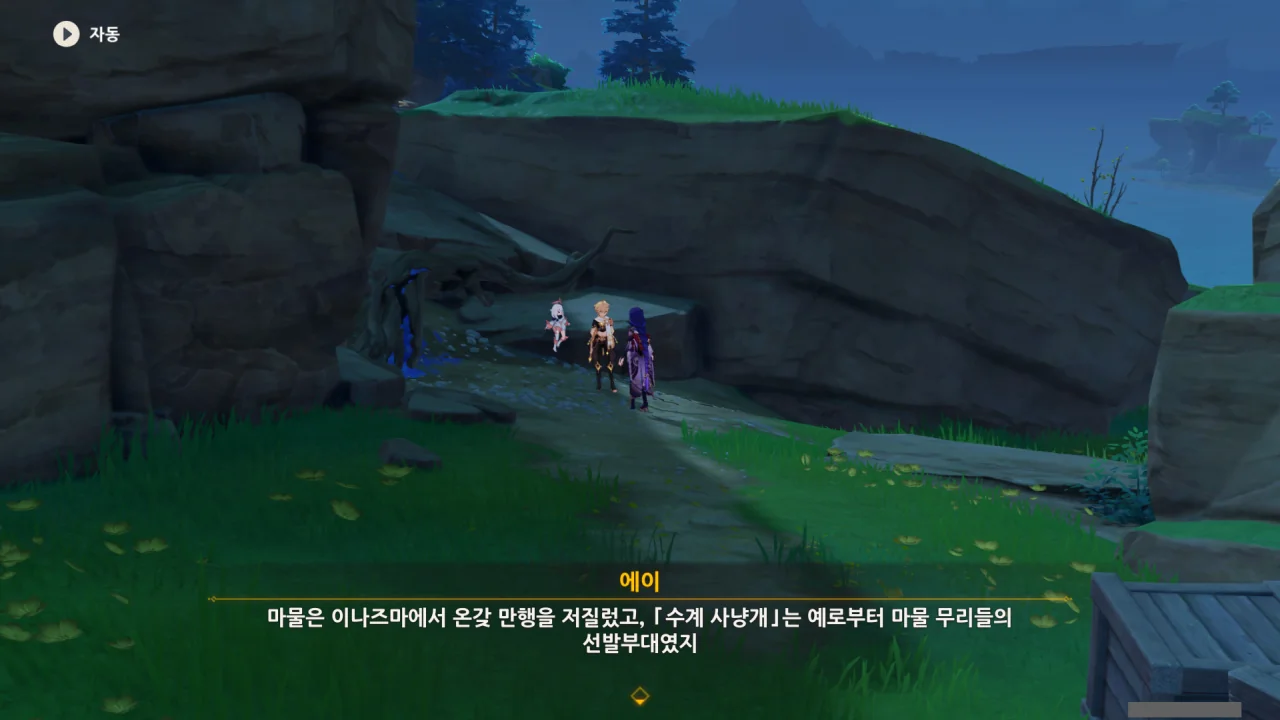 자동
에이
마물은 이나즈마에서 온갖 만행을 저질렀고, 「수계 사냥개」는 예로부터 마물 무리들의
선발부대였지